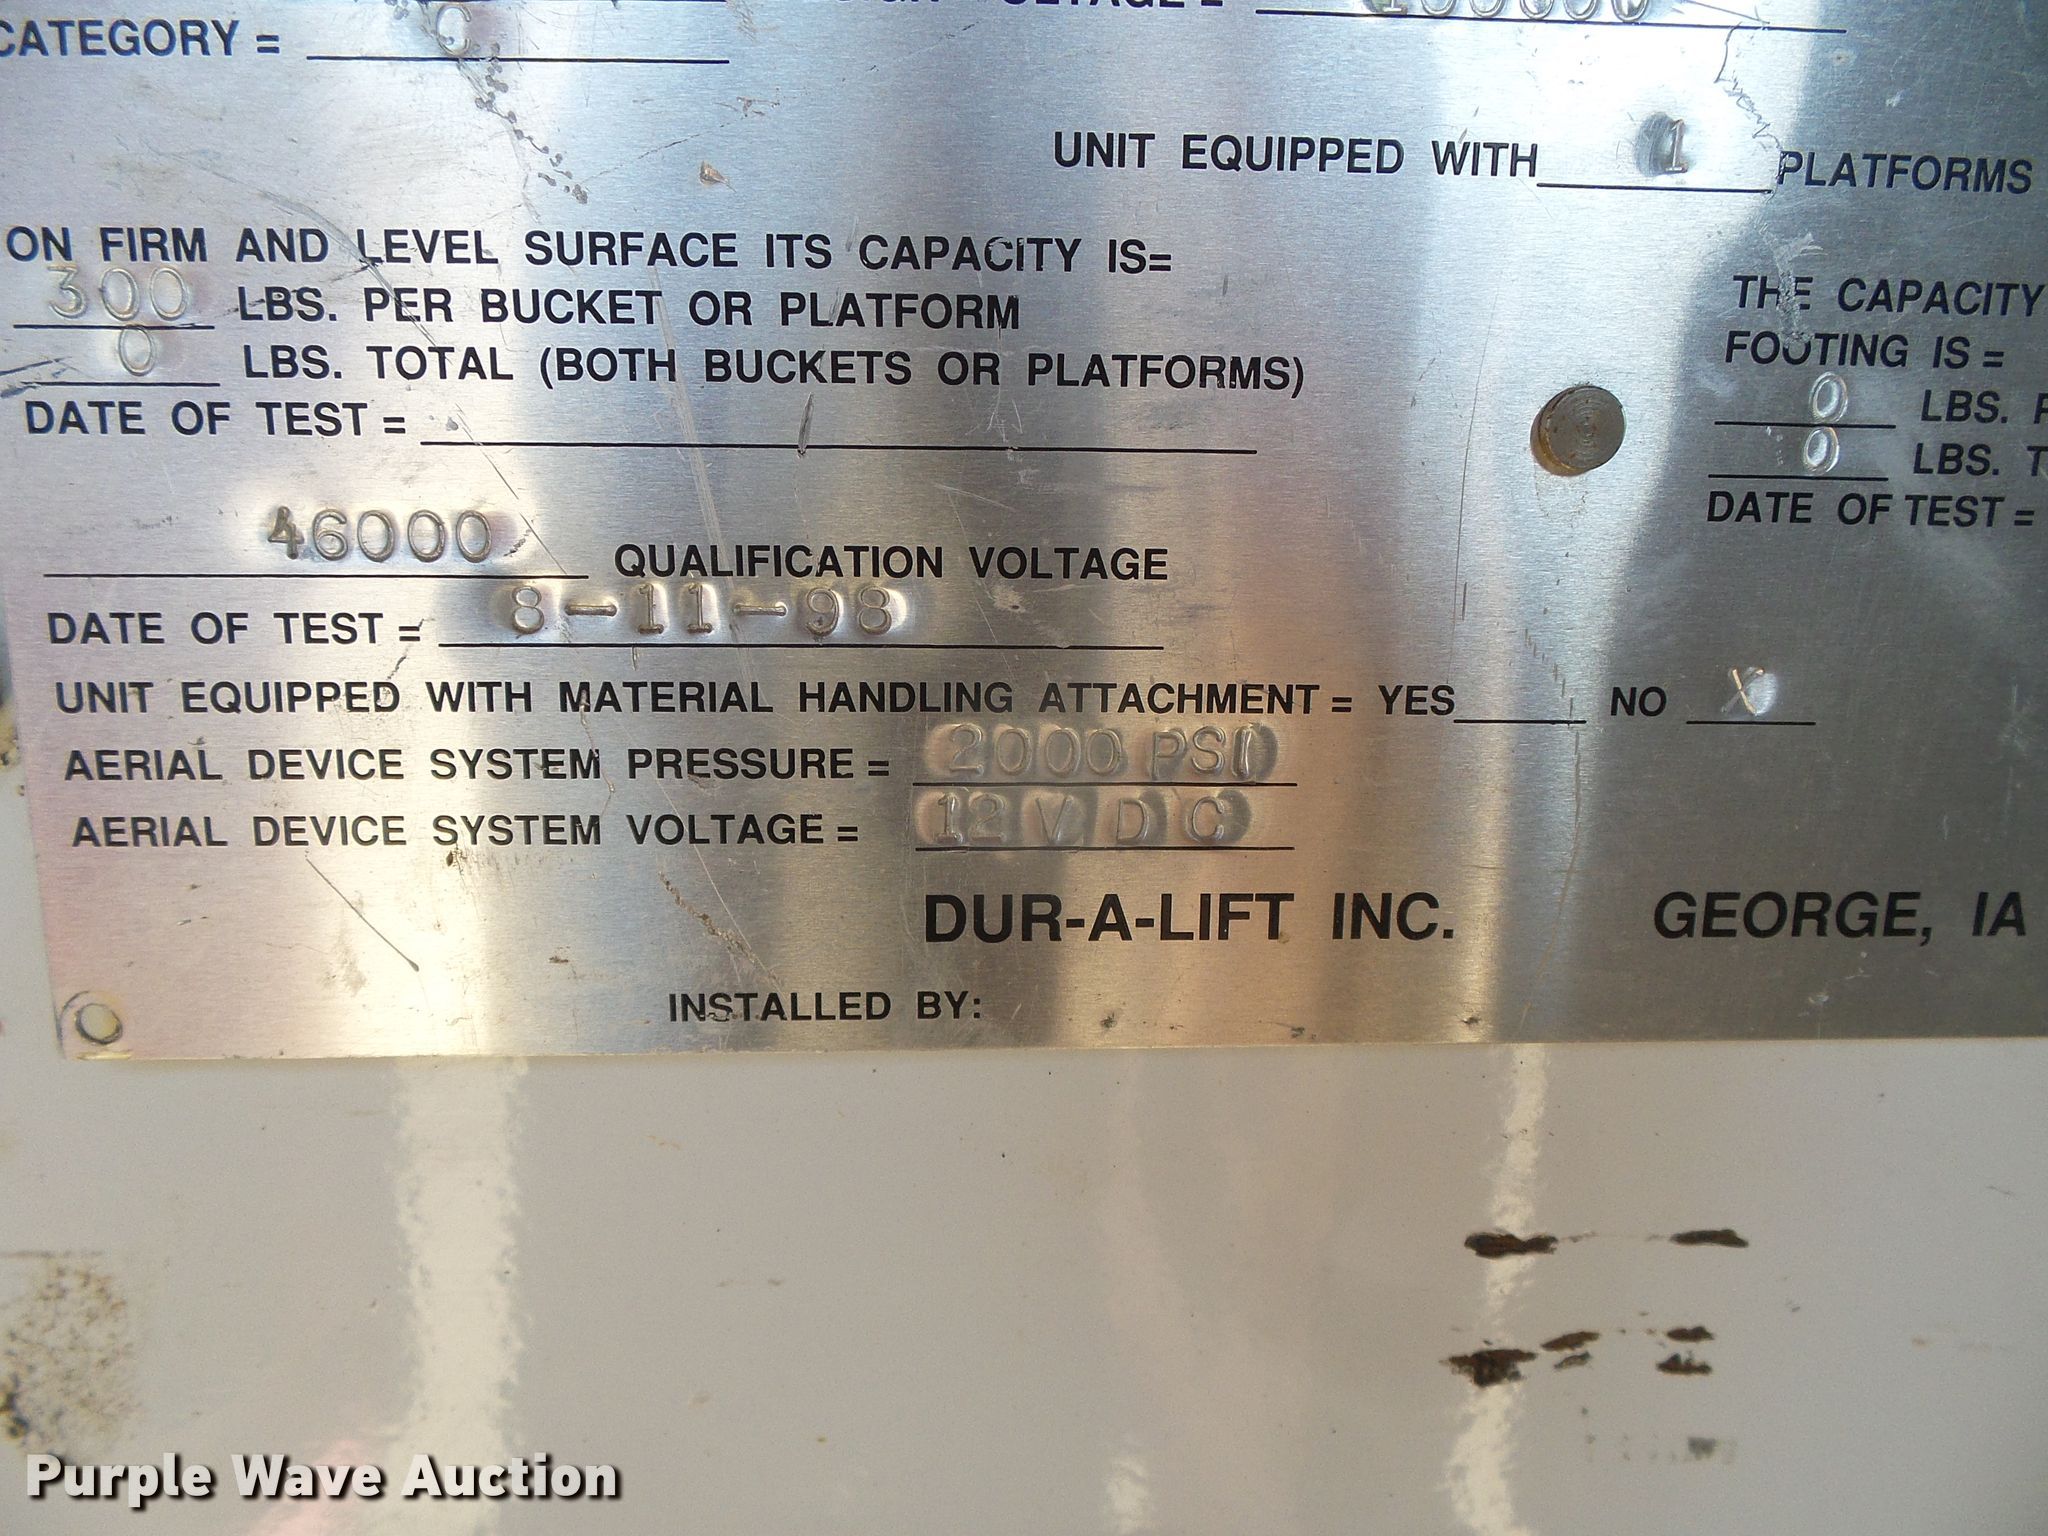 CATEGORY = C
VOLTAGE =
UNIT EQUIPPED WITH 1 PLATFORMS
ON FIRM AND LEVEL SURFACE ITS CAPACITY IS=
300 LBS. PER BUCKET OR PLATFORM
0 LBS. TOTAL (BOTH BUCKETS OR PLATFORMS)
DATE OF TEST =
THE CAPACITY
FOOTING IS =
0 LBS.
0 LBS.
DATE OF TEST =
46000 QUALIFICATION VOLTAGE
DATE OF TEST = 8-11-98
UNIT EQUIPPED WITH MATERIAL HANDLING ATTACHMENT = YES NO X
AERIAL DEVICE SYSTEM PRESSURE = 2000 PSI
AERIAL DEVICE SYSTEM VOLTAGE = 12 V D C
DUR-A-LIFT INC. GEORGE, IA
INSTALLED BY:
Purple Wave Auction